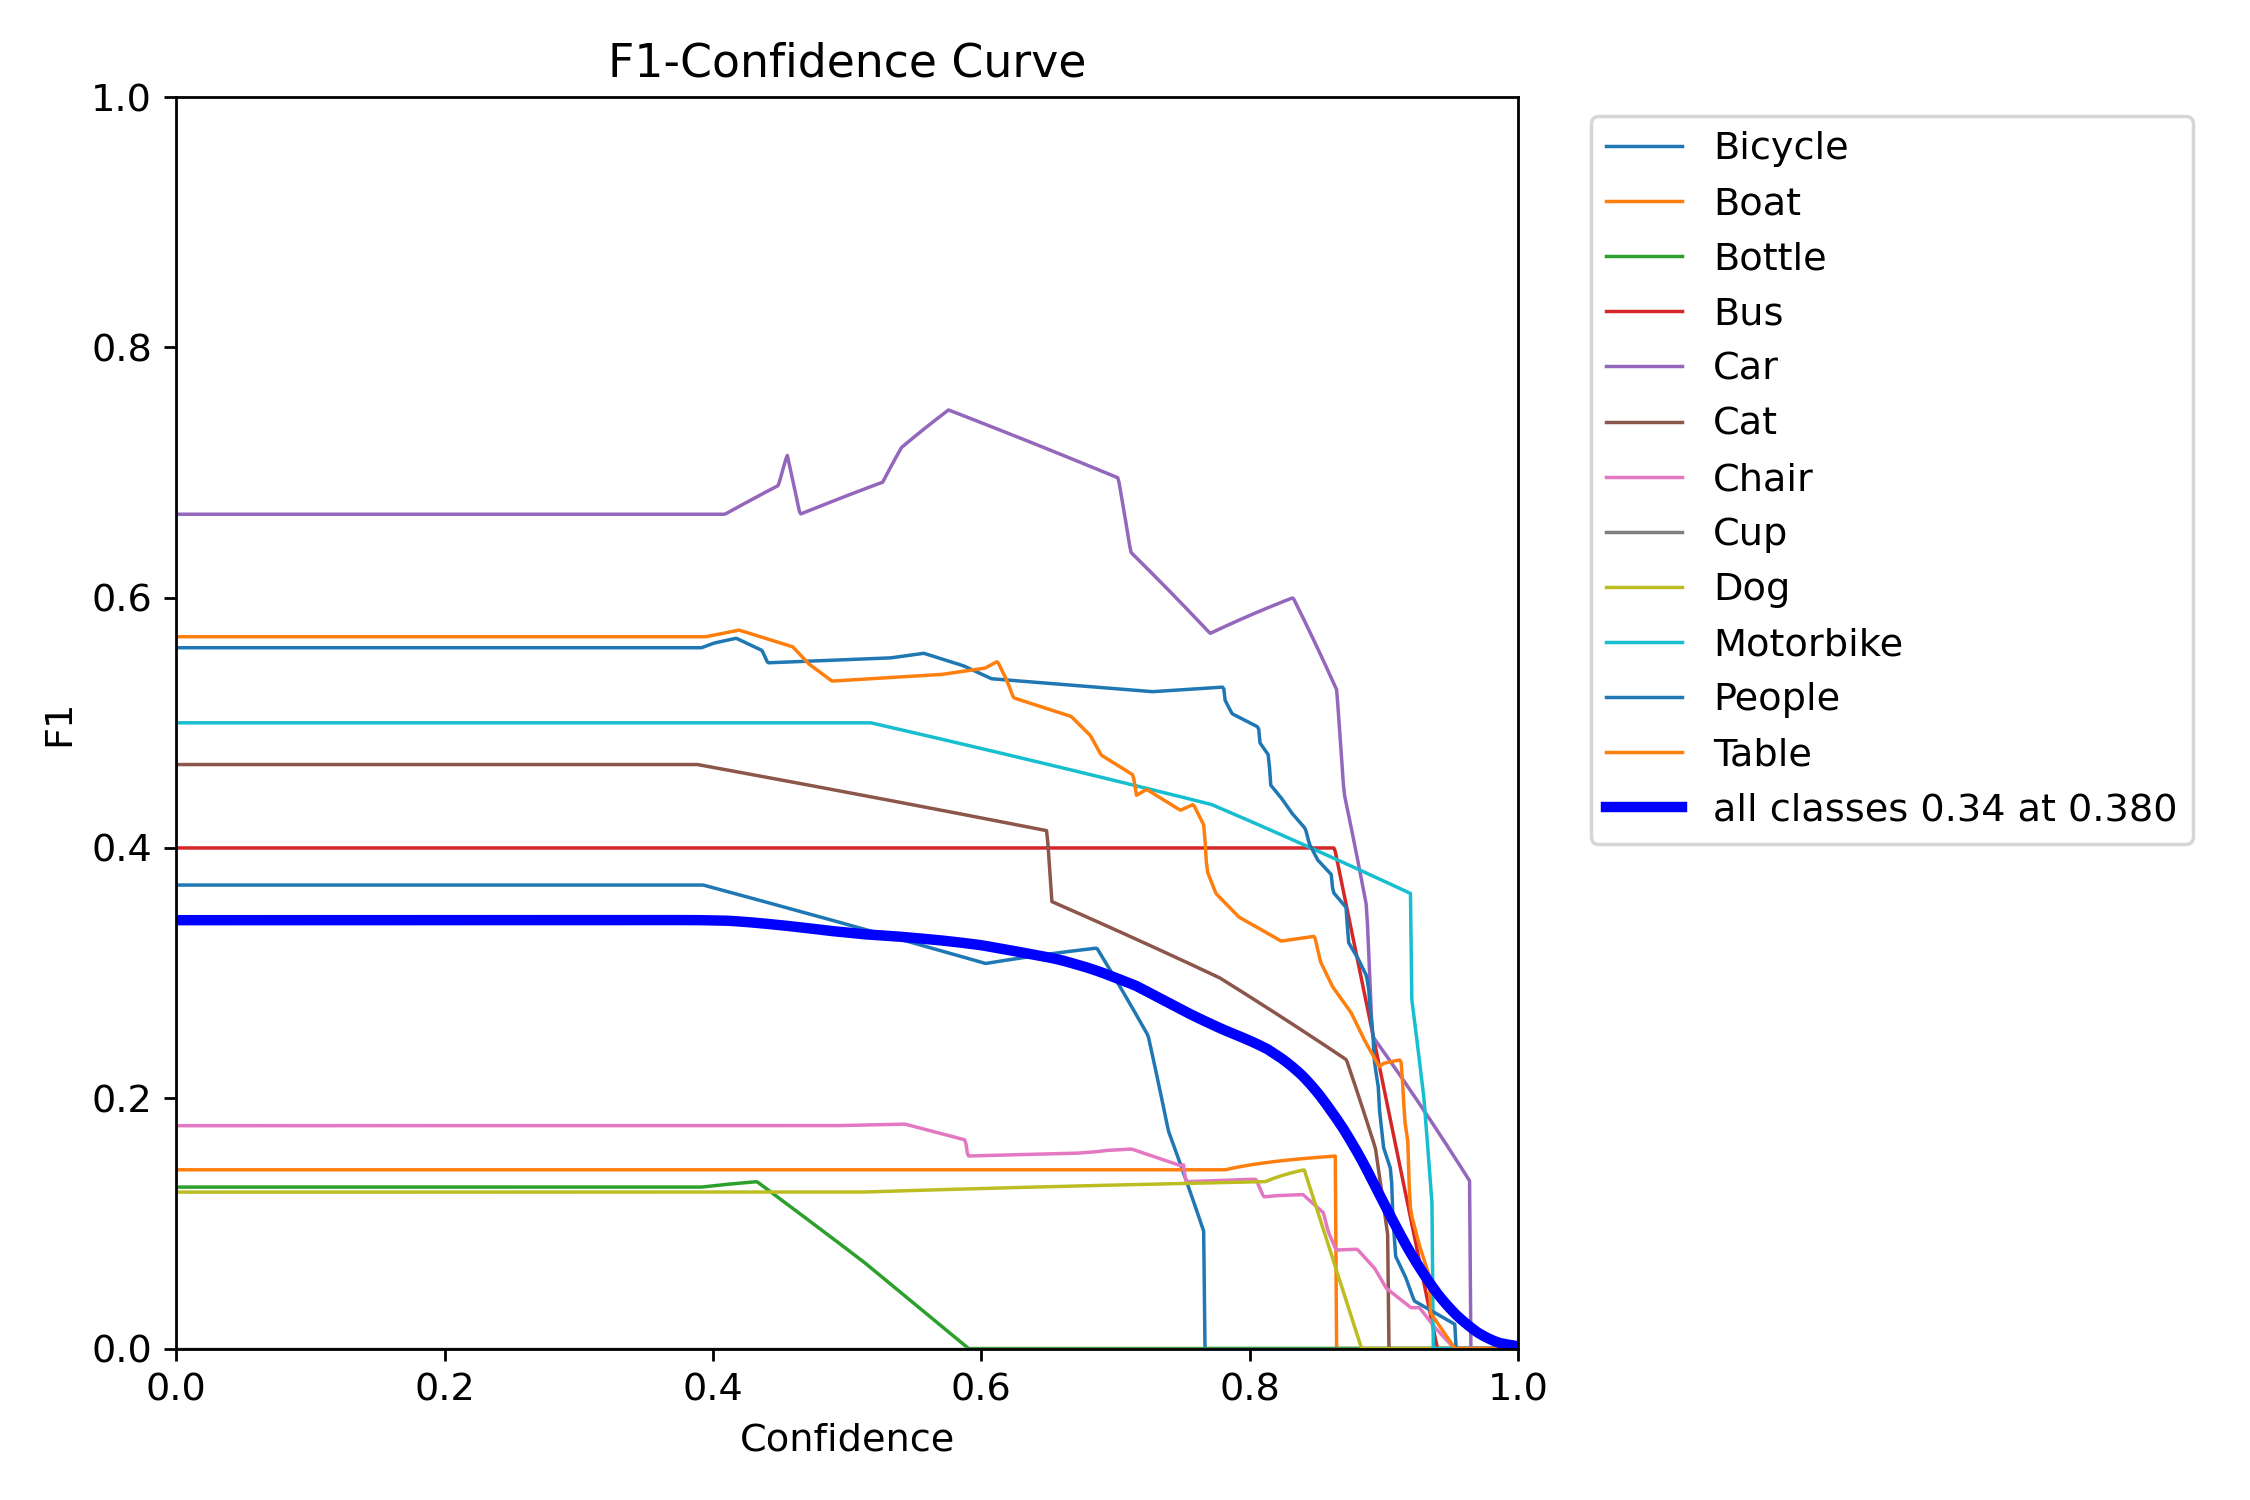 F1-Confidence Curve
1.0
0.8
0.6
0.4
0.2
0.0
F1
0.0 0.2 0.4 0.6 0.8 1.0
Confidence
Bicycle
Boat
Bottle
Bus
Car
Cat
Chair
Cup
Dog
Motorbike
People
Table
all classes 0.34 at 0.380